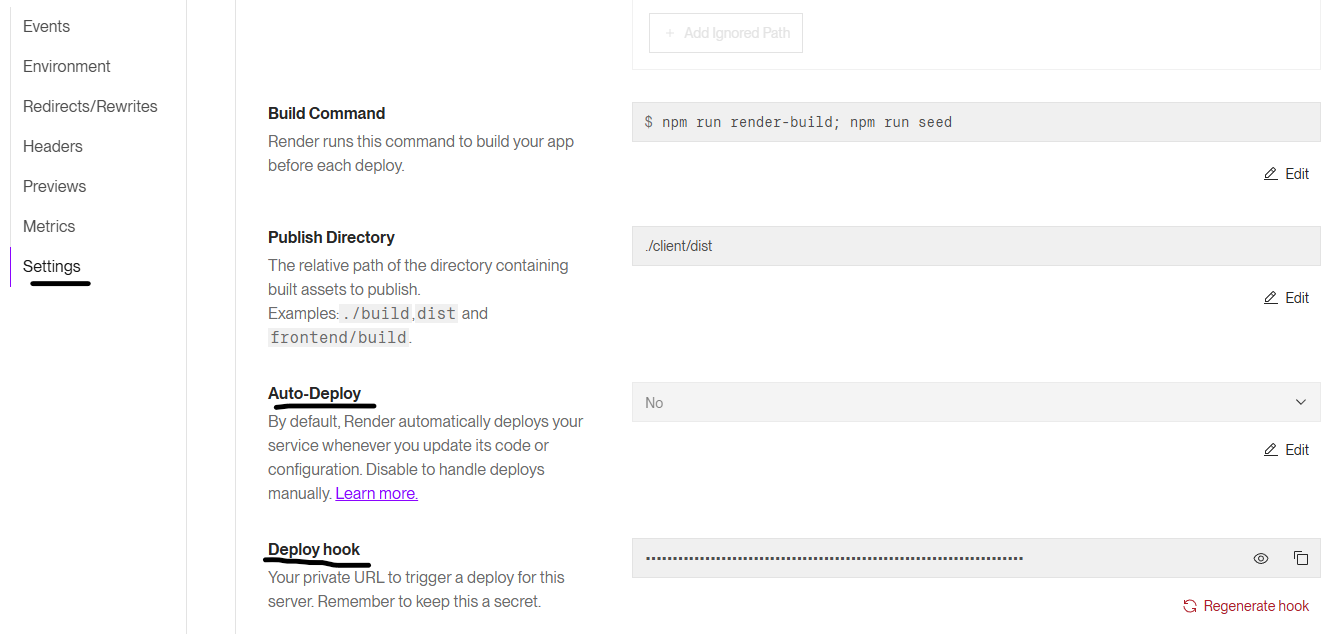 Events
Environment
Redirects/Rewrites
Headers
Previews
Metrics
Settings
+ Add Ignored Path
Build Command
Render runs this command to build your app
before each deploy.
$ npm run render-build; npm run seed
Edit
Publish Directory
The relative path of the directory containing
built assets to publish.
Examples: ./build, dist and
frontend/build.
./client/dist
Edit
Auto-Deploy
By default, Render automatically deploys your
service whenever you update its code or
configuration. Disable to handle deploys
manually. Learn more.
No
Edit
Deploy hook
Your private URL to trigger a deploy for this
server. Remember to keep this a secret.
Regenerate hook